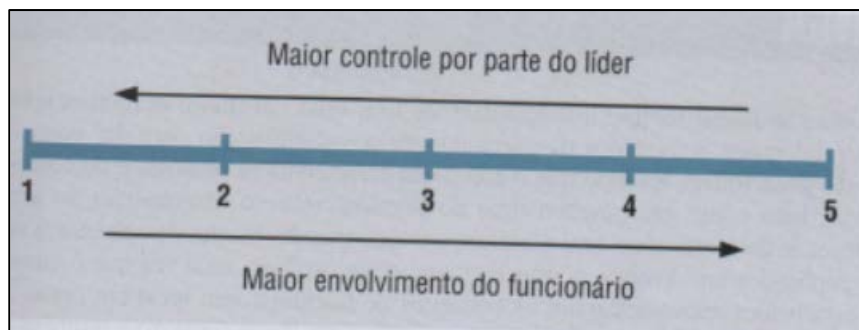 Maior controle por parte do líder
1 2 3 4 5
Maior envolvimento do funcionário